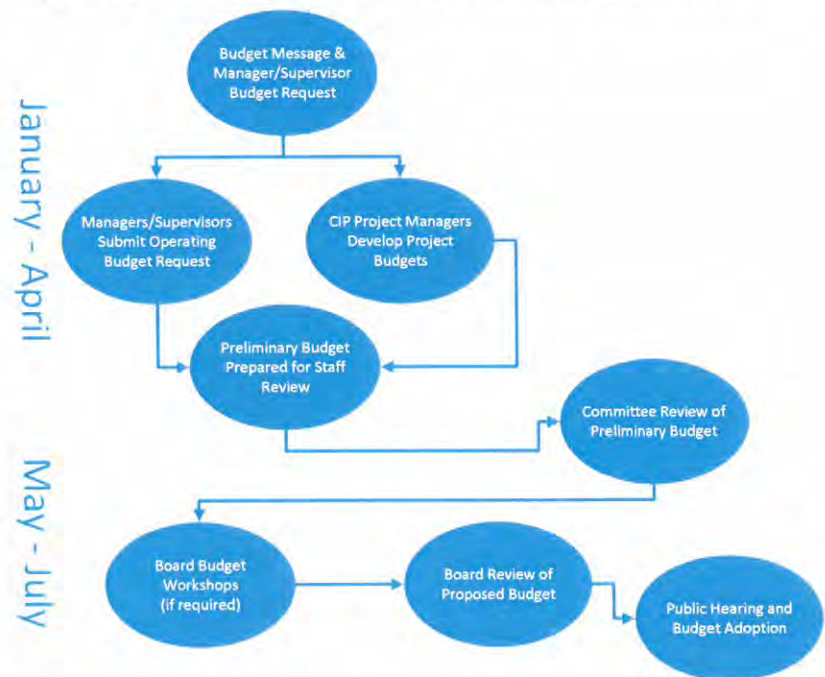 January - April
Budget Message &
Manager/Supervisor
Budget Request
Managers/Supervisors
Submit Operating
Budget Request
CIP Project Managers
Develop Project
Budgets
Preliminary Budget
Prepared for Staff
Review
Committee Review of
Preliminary Budget
May - July
Board Budget
Workshops
(if required)
Board Review of
Proposed Budget
Public Hearing and
Budget Adoption